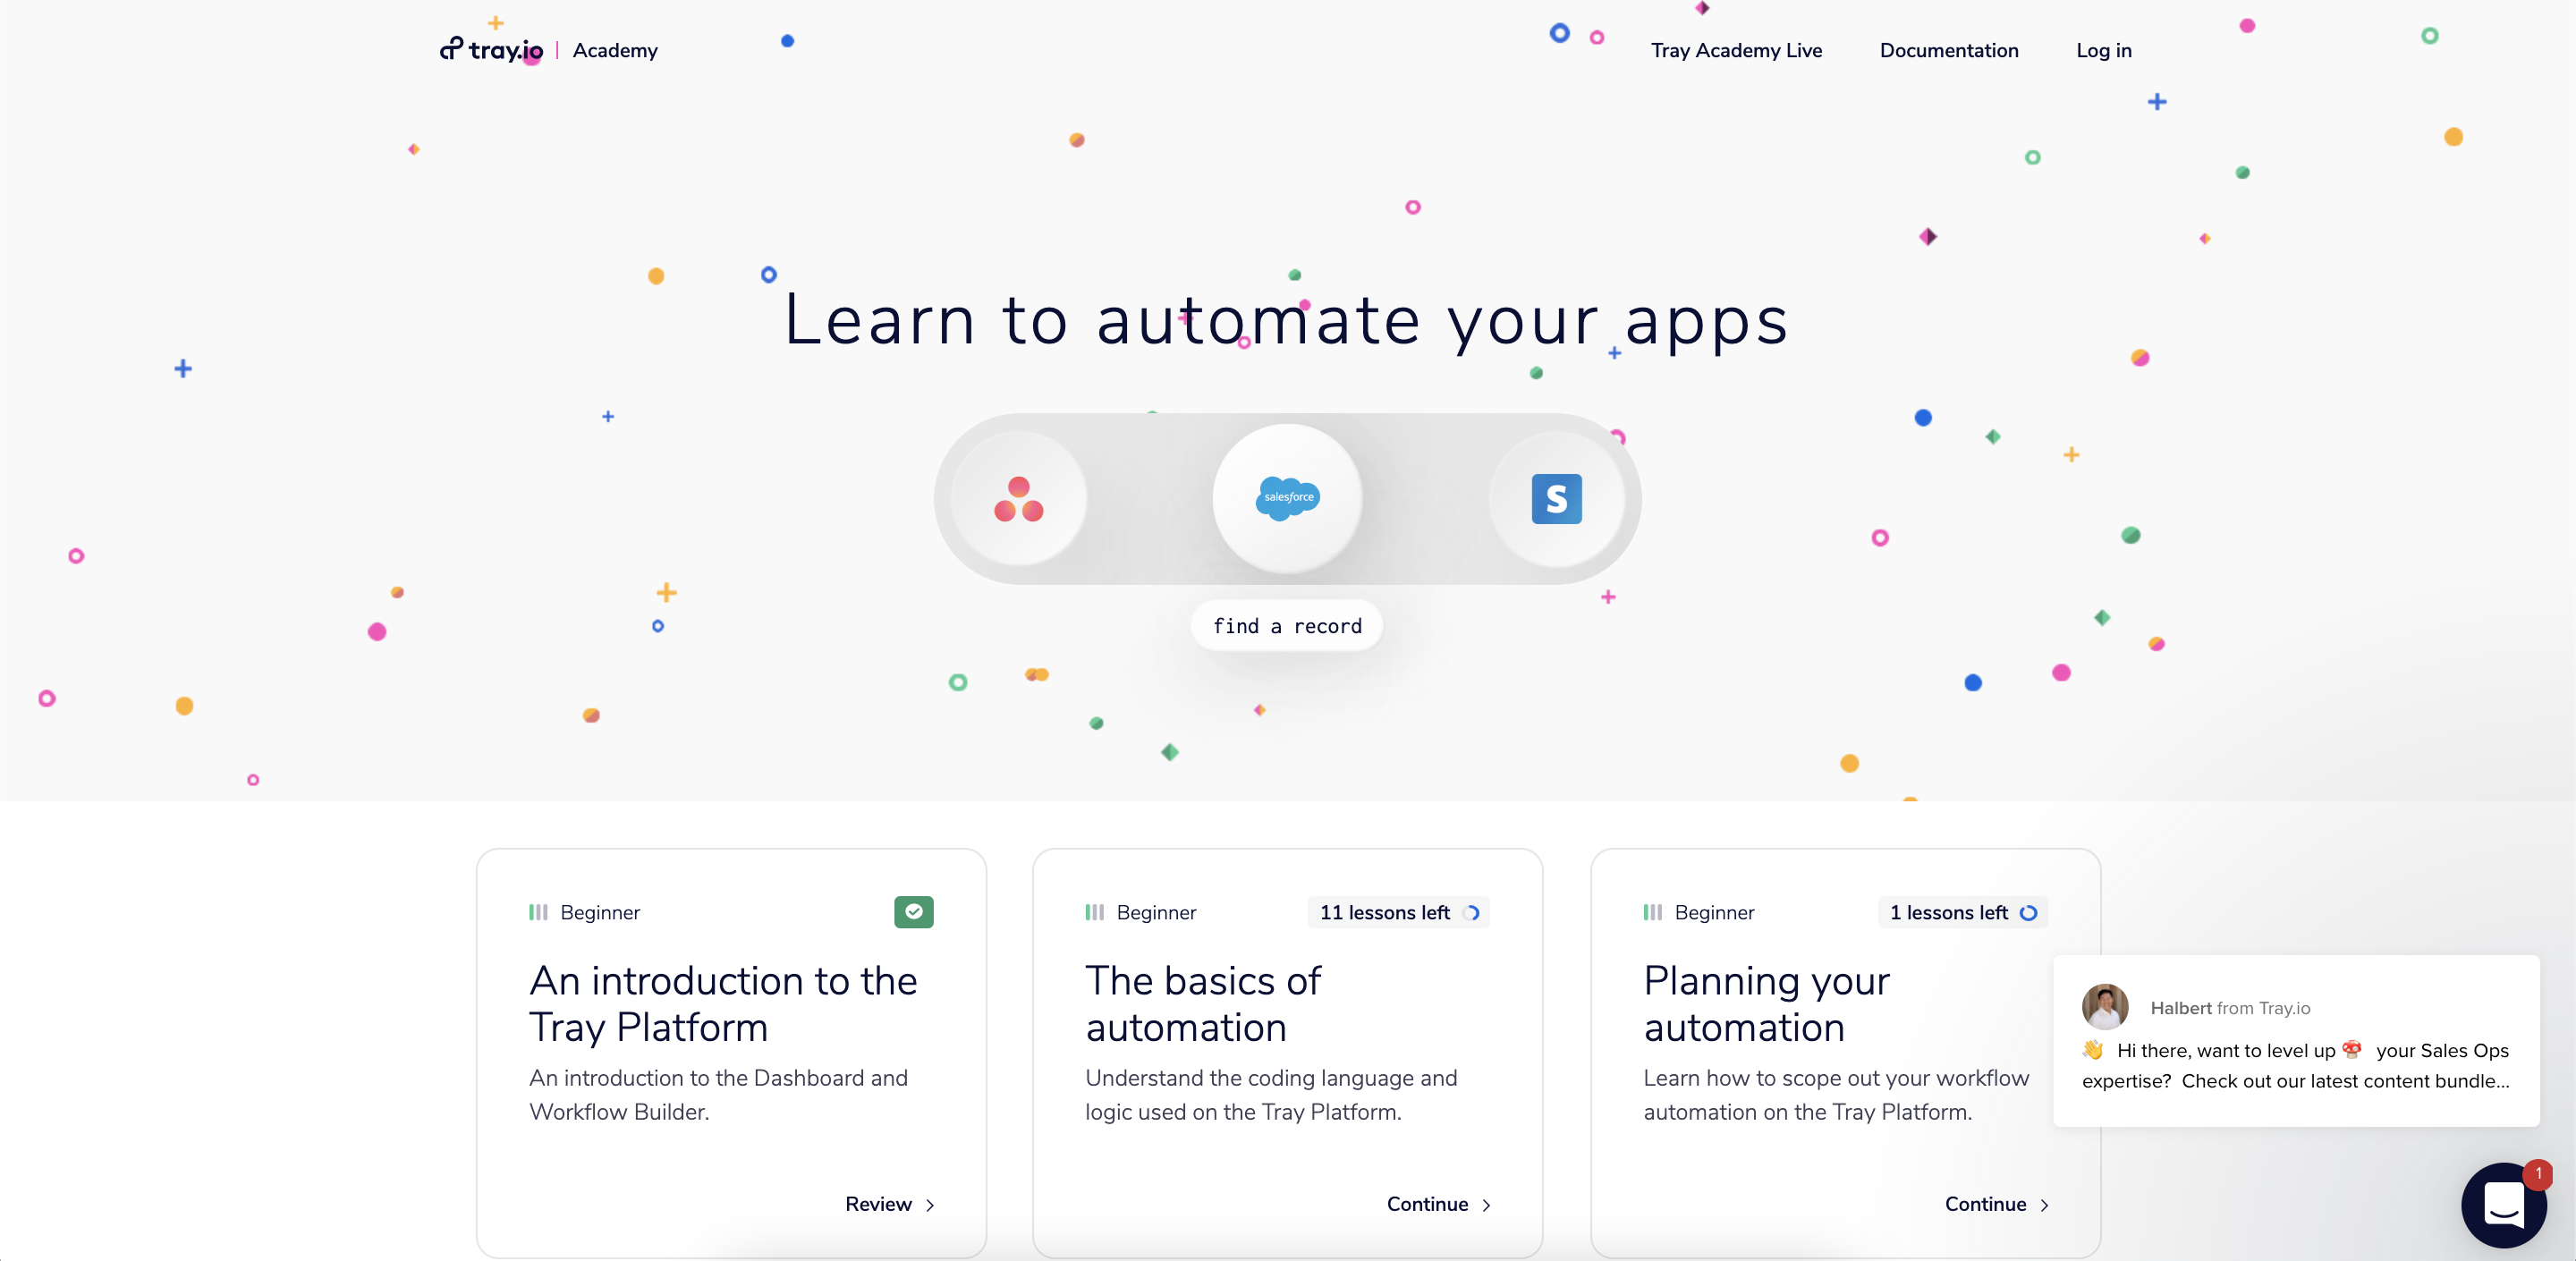 tray.io | Academy
Tray Academy Live
Documentation
Log in
Learn to automate your apps
salesforce
S
find a record
Beginner
An introduction to the
Tray Platform
An introduction to the Dashboard and
Workflow Builder.
Review
Beginner
11 lessons left
The basics of
automation
Understand the coding language and
logic used on the Tray Platform.
Continue
Beginner
1 lessons left
Planning your
automation
Learn how to scope out your workflow
automation on the Tray Platform.
Continue
Halbert from Tray.io
👋 Hi there, want to level up 🍄 your Sales Ops
expertise? Check out our latest content bundle...
1